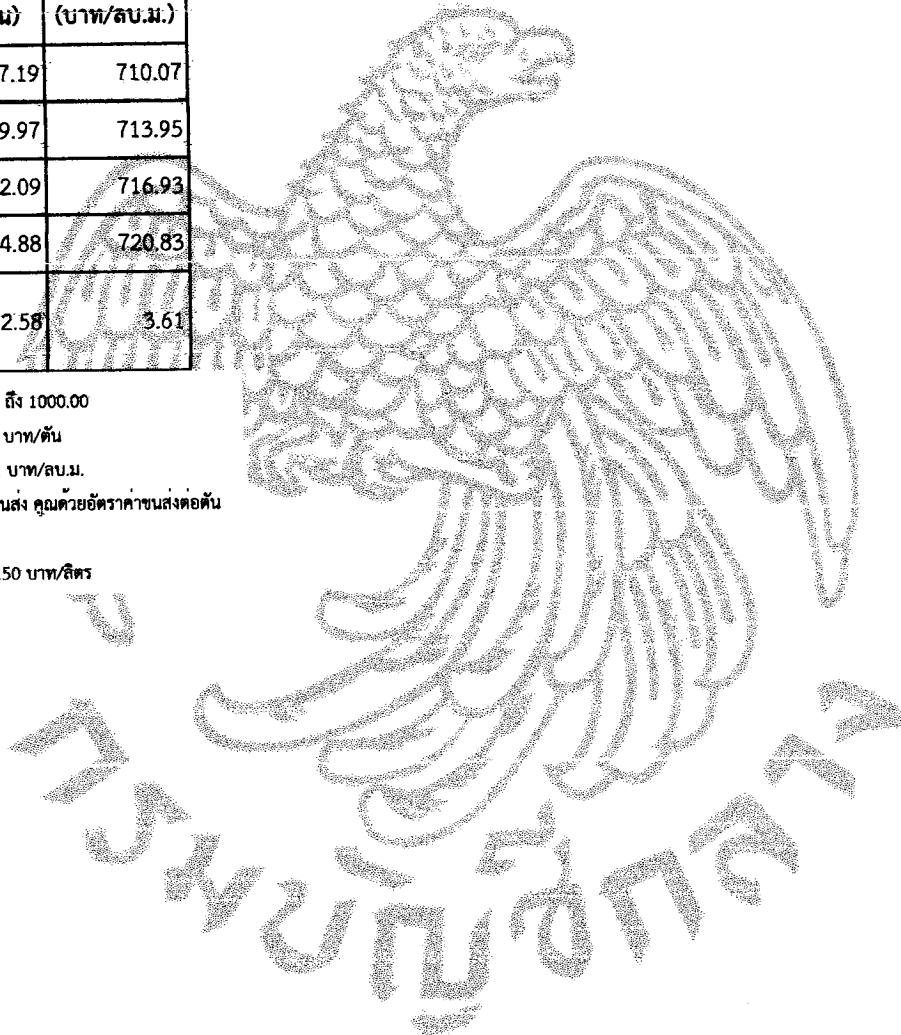 น) (บาท/ลบ.ม.)
7.19 710.07
9.97 713.95
2.09 716.93
4.88 720.83
2.58 3.61
ถึง 1000.00
บาท/ตัน
บาท/ลบ.ม.
นส่ง คูณด้วยอัตราค่าขนส่งต่อตัน
.50 บาท/ลิตร
กรมบัญชีกลาง